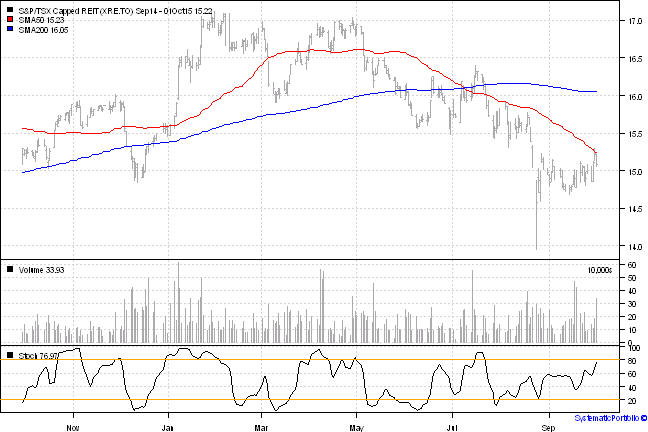 S&P/TSX Capped REIT(XRE.TO) Sep14 - 01Oct15 15.22
SMA50 15.23
SMA200 16.05
17.0
16.5
16.0
15.5
15.0
14.5
14.0
Volume 33.93
10,000s
60
50
40
30
20
10
0
Stoch 76.97
100
80
60
40
20
Nov
Jan
Mar
May
Jul
Sep
SystematicPortfolio ©